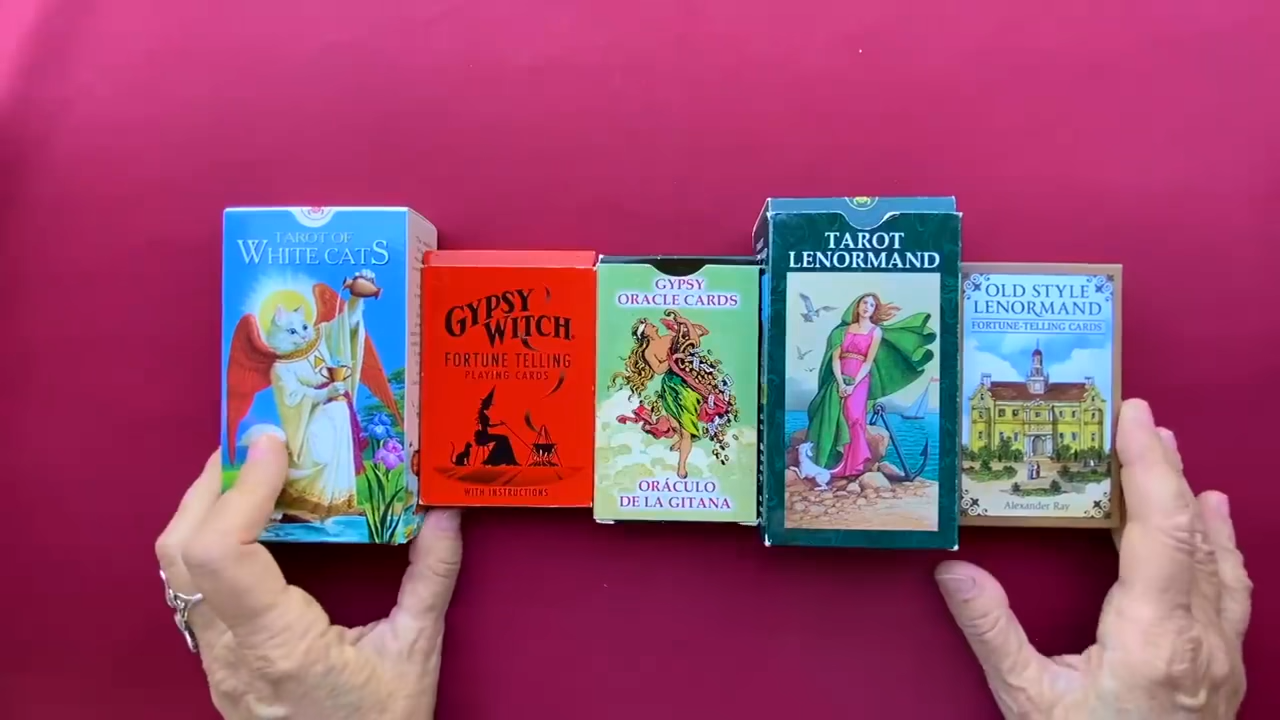 TAROT OF
WHITE CATS
GYPSY
WITCH
FORTUNE TELLING
PLAYING CARDS
WITH INSTRUCTIONS
GYPSY
ORACLE CARDS
ORÁCULO
DE LA GITANA
TAROT
LENORMAND
OLD STYLE
LENORMAND
FORTUNE-TELLING CARDS
Alexander Ray